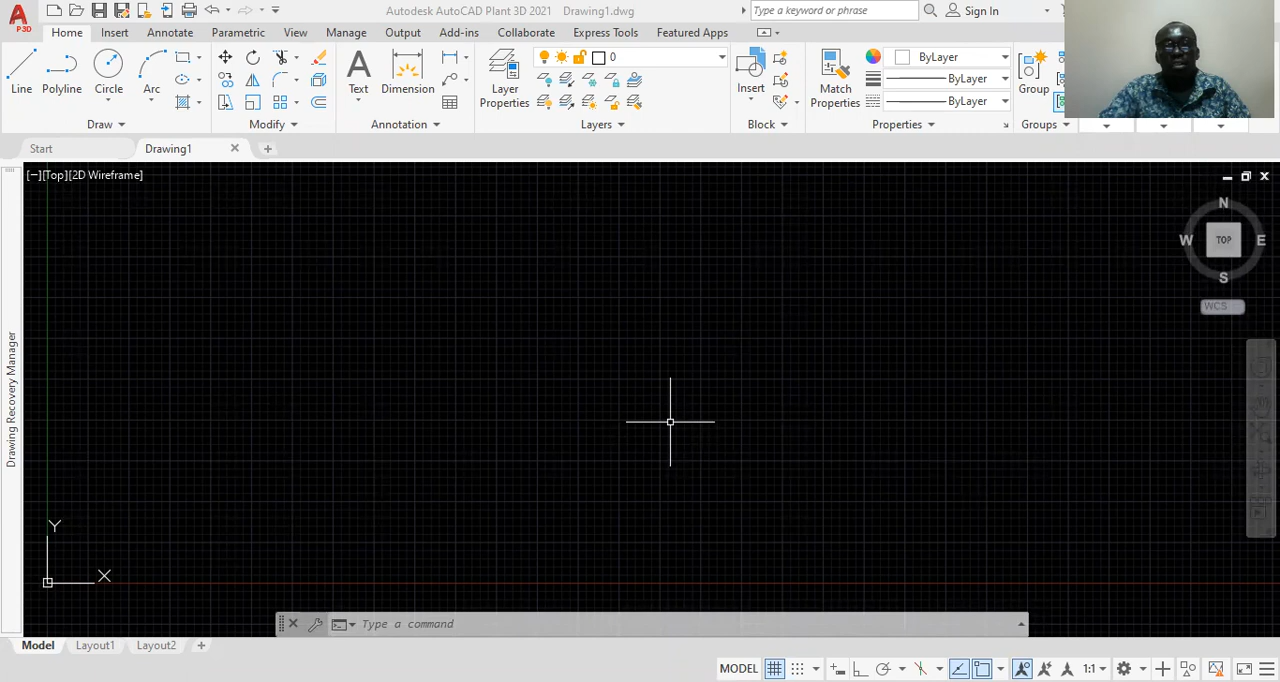 Autodesk AutoCAD Plant 3D 2021 Drawing1.dwg
Type a keyword or phrase
Sign In
P3D
Home Insert Annotate Parametric View Manage Output Add-ins Collaborate Express Tools Featured Apps
Line Polyline Circle Arc
Draw
Modify
Text Dimension
Annotation
Layer
Properties
0
Layers
Insert
Block
Match
Properties
ByLayer
ByLayer
ByLayer
Properties
Group
Groups
Start Drawing1
[−][Top][2D Wireframe]
N
W TOP E
S
WCS
Drawing Recovery Manager
Y
X
Type a command
Model Layout1 Layout2
MODEL 1:1